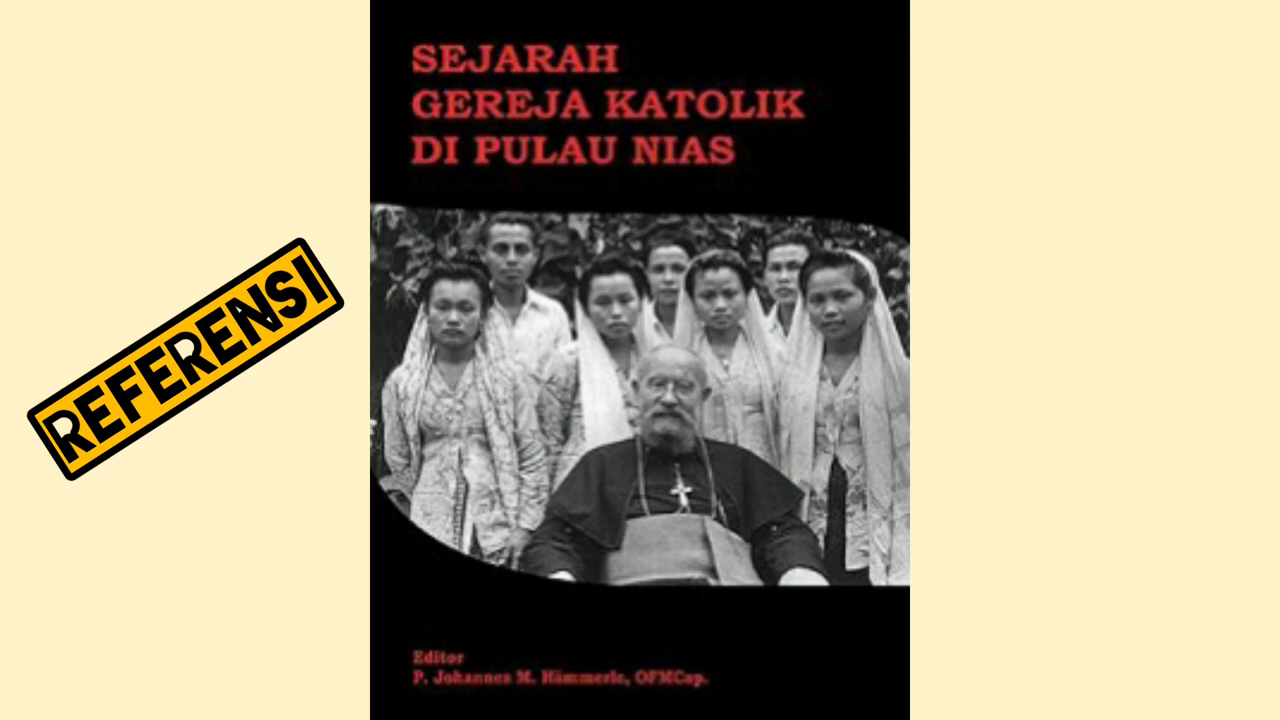 SEJARAH
GEREJA KATOLIK
DI PULAU NIAS
REFERENSI
Editor
P. Johannes M. Hämmerle, OFMCap.